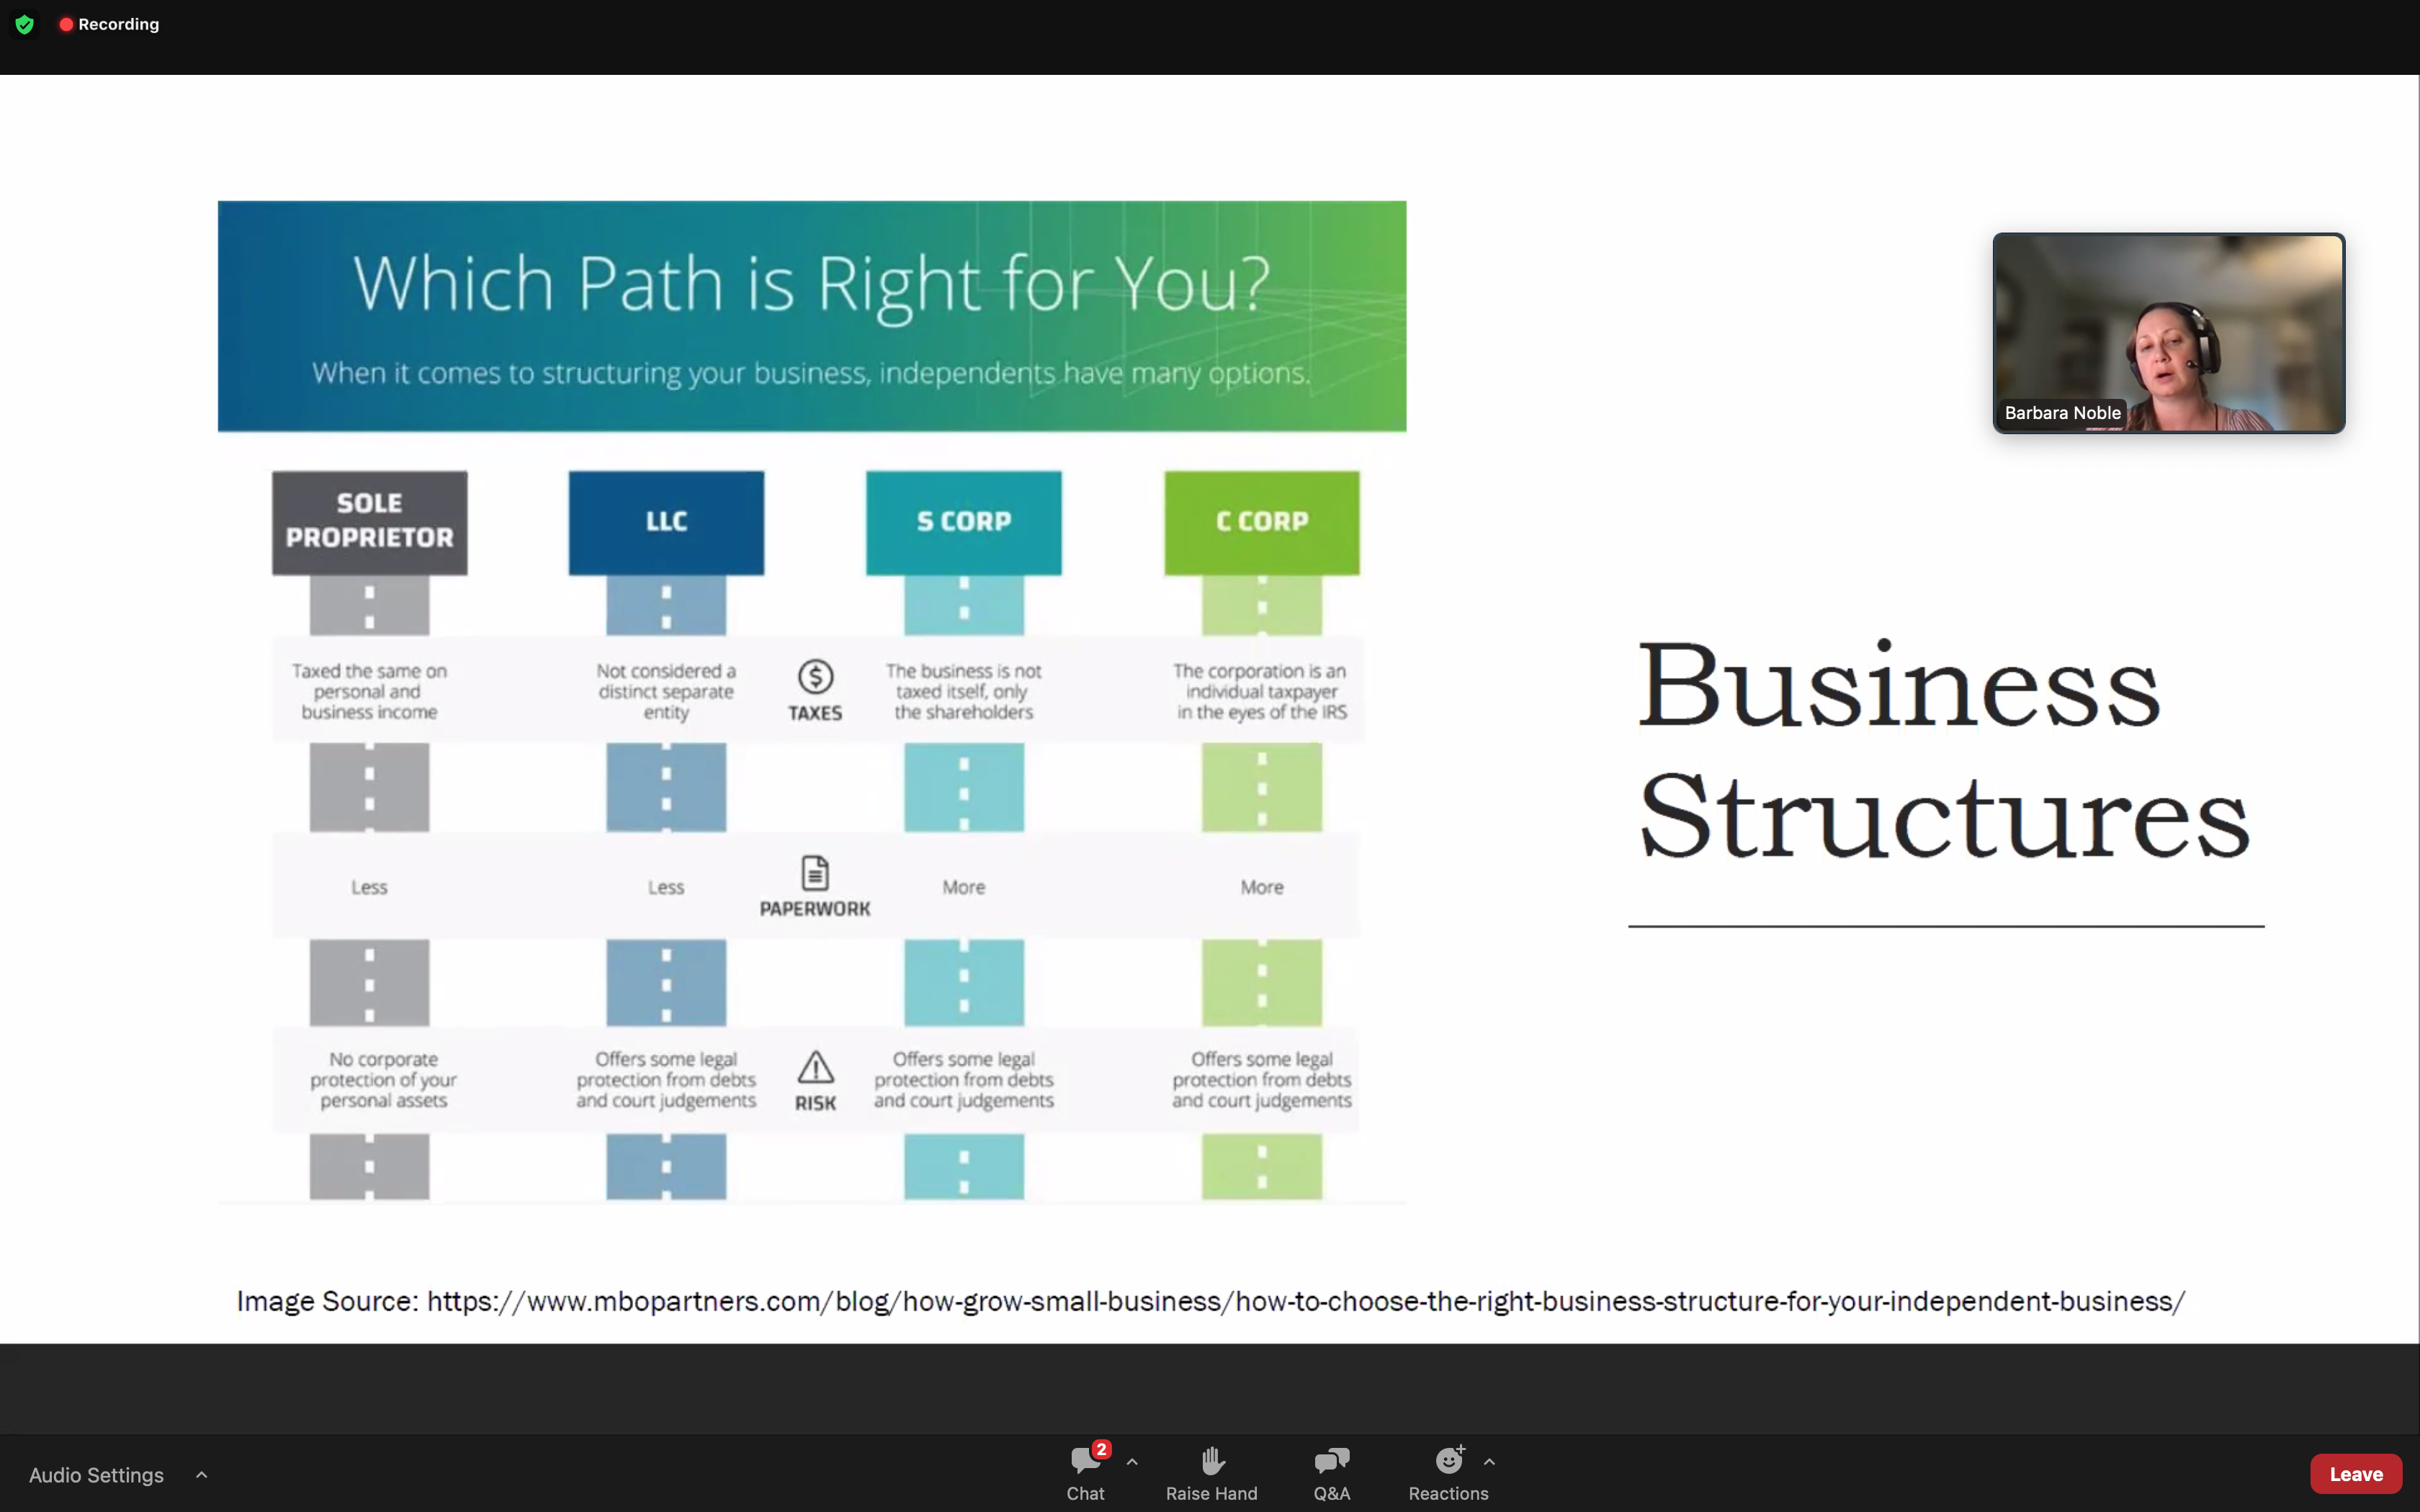 Recording
Which Path is Right for You?
When it comes to structuring your business, independents have many options.
SOLE
PROPRIETOR
LLC
S CORP
C CORP
Taxed the same on
personal and
business income
Not considered a
distinct separate
entity
TAXES
The business is not
taxed itself, only
the shareholders
The corporation is an
individual taxpayer
in the eyes of the IRS
Less
Less
PAPERWORK
More
More
No corporate
protection of your
personal assets
Offers some legal
protection from debts
and court judgements
RISK
Offers some legal
protection from debts
and court judgements
Offers some legal
protection from debts
and court judgements
Barbara Noble
Business
Structures
Image Source: https://www.mbopartners.com/blog/how-grow-small-business/how-to-choose-the-right-business-structure-for-your-independent-business/
Audio Settings
2
Chat
Raise Hand
Q&A
Reactions
Leave